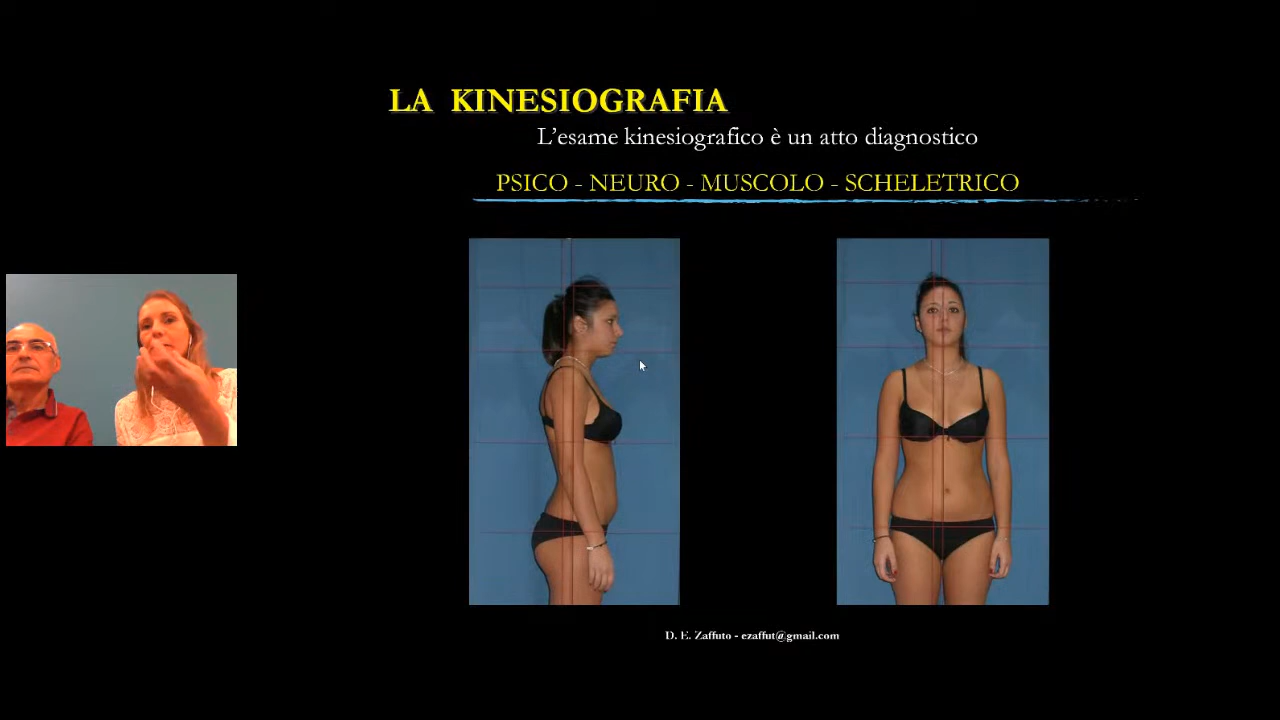 LA KINESIOGRAFIA
L’esame kinesiografico è un atto diagnostico
PSICO - NEURO - MUSCOLO - SCHELETRICO
D. E. Zaffuto - ezaffut@gmail.com